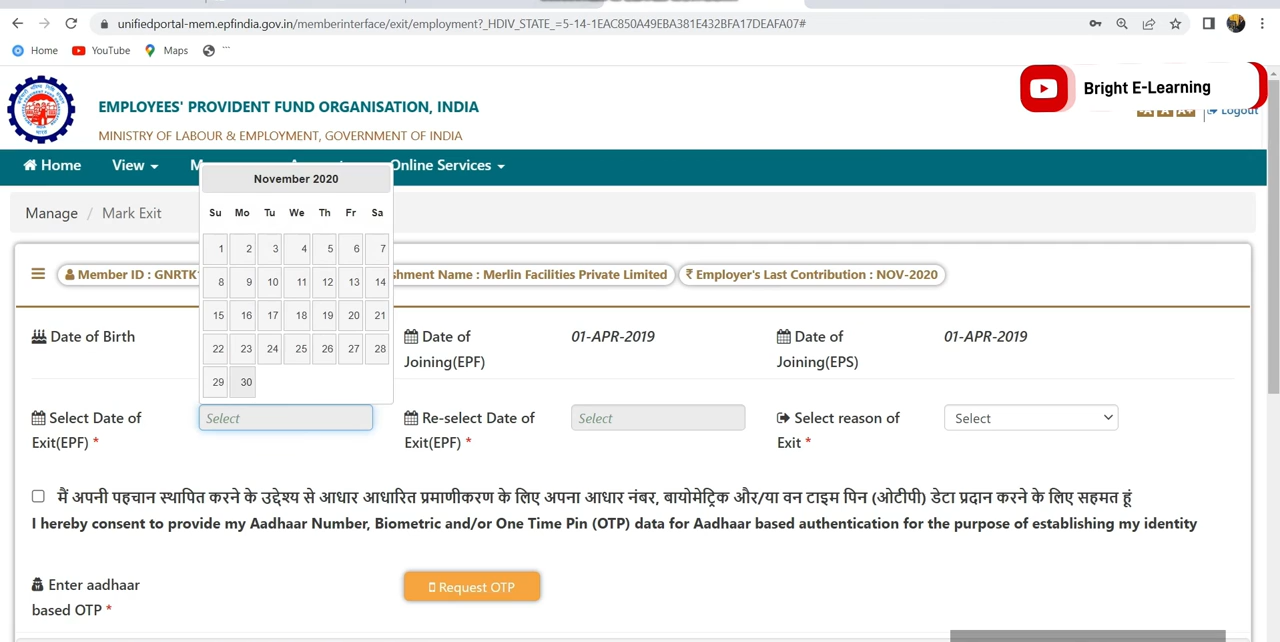 unifiedportal-mem.epfindia.gov.in/memberinterface/exit/employment?_HDIV_STATE_=5-14-1EAC850A49EBA381E432BFA17DEAFA07#
Home YouTube Maps
Bright E-Learning
EMPLOYEES' PROVIDENT FUND ORGANISATION, INDIA
MINISTRY OF LABOUR & EMPLOYMENT, GOVERNMENT OF INDIA
Logout
Home View Online Services
November 2020
Su Mo Tu We Th Fr Sa
1 2 3 4 5 6 7
8 9 10 11 12 13 14
15 16 17 18 19 20 21
22 23 24 25 26 27 28
29 30
Manage / Mark Exit
Member ID : GNRTK
Name : Merlin Facilities Private Limited
₹ Employer's Last Contribution : NOV-2020
Date of Birth
Date of Joining(EPF) 01-APR-2019
Date of Joining(EPS) 01-APR-2019
Select Date of Exit(EPF) * Select
Re-select Date of Exit(EPF) * Select
Select reason of Exit * Select
मैं अपनी पहचान स्थापित करने के उद्देश्य से आधार आधारित प्रमाणीकरण के लिए अपना आधार नंबर, बायोमेट्रिक और/या वन टाइम पिन (ओटीपी) डेटा प्रदान करने के लिए सहमत हूं
I hereby consent to provide my Aadhaar Number, Biometric and/or One Time Pin (OTP) data for Aadhaar based authentication for the purpose of establishing my identity
Enter aadhaar based OTP *
Request OTP